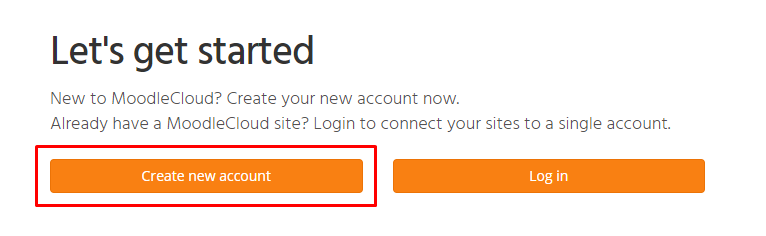 Let's get started
New to MoodleCloud? Create your new account now.
Already have a MoodleCloud site? Login to connect your sites to a single account.
Create new account
Log in